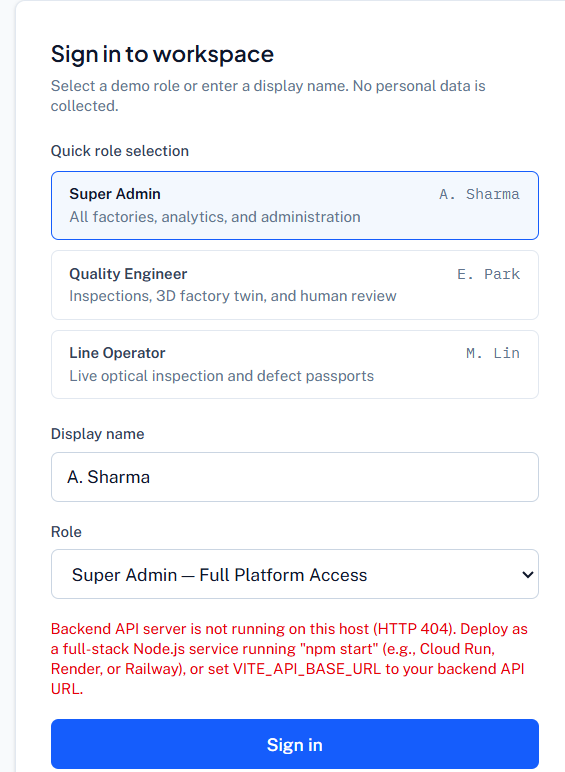 Sign in to workspace
Select a demo role or enter a display name. No personal data is
collected.
Quick role selection
Super Admin
A. Sharma
All factories, analytics, and administration
Quality Engineer
E. Park
Inspections, 3D factory twin, and human review
Line Operator
M. Lin
Live optical inspection and defect passports
Display name
A. Sharma
Role
Super Admin — Full Platform Access
Backend API server is not running on this host (HTTP 404). Deploy as
a full-stack Node.js service running "npm start" (e.g., Cloud Run,
Render, or Railway), or set VITE_API_BASE_URL to your backend API
URL.
Sign in